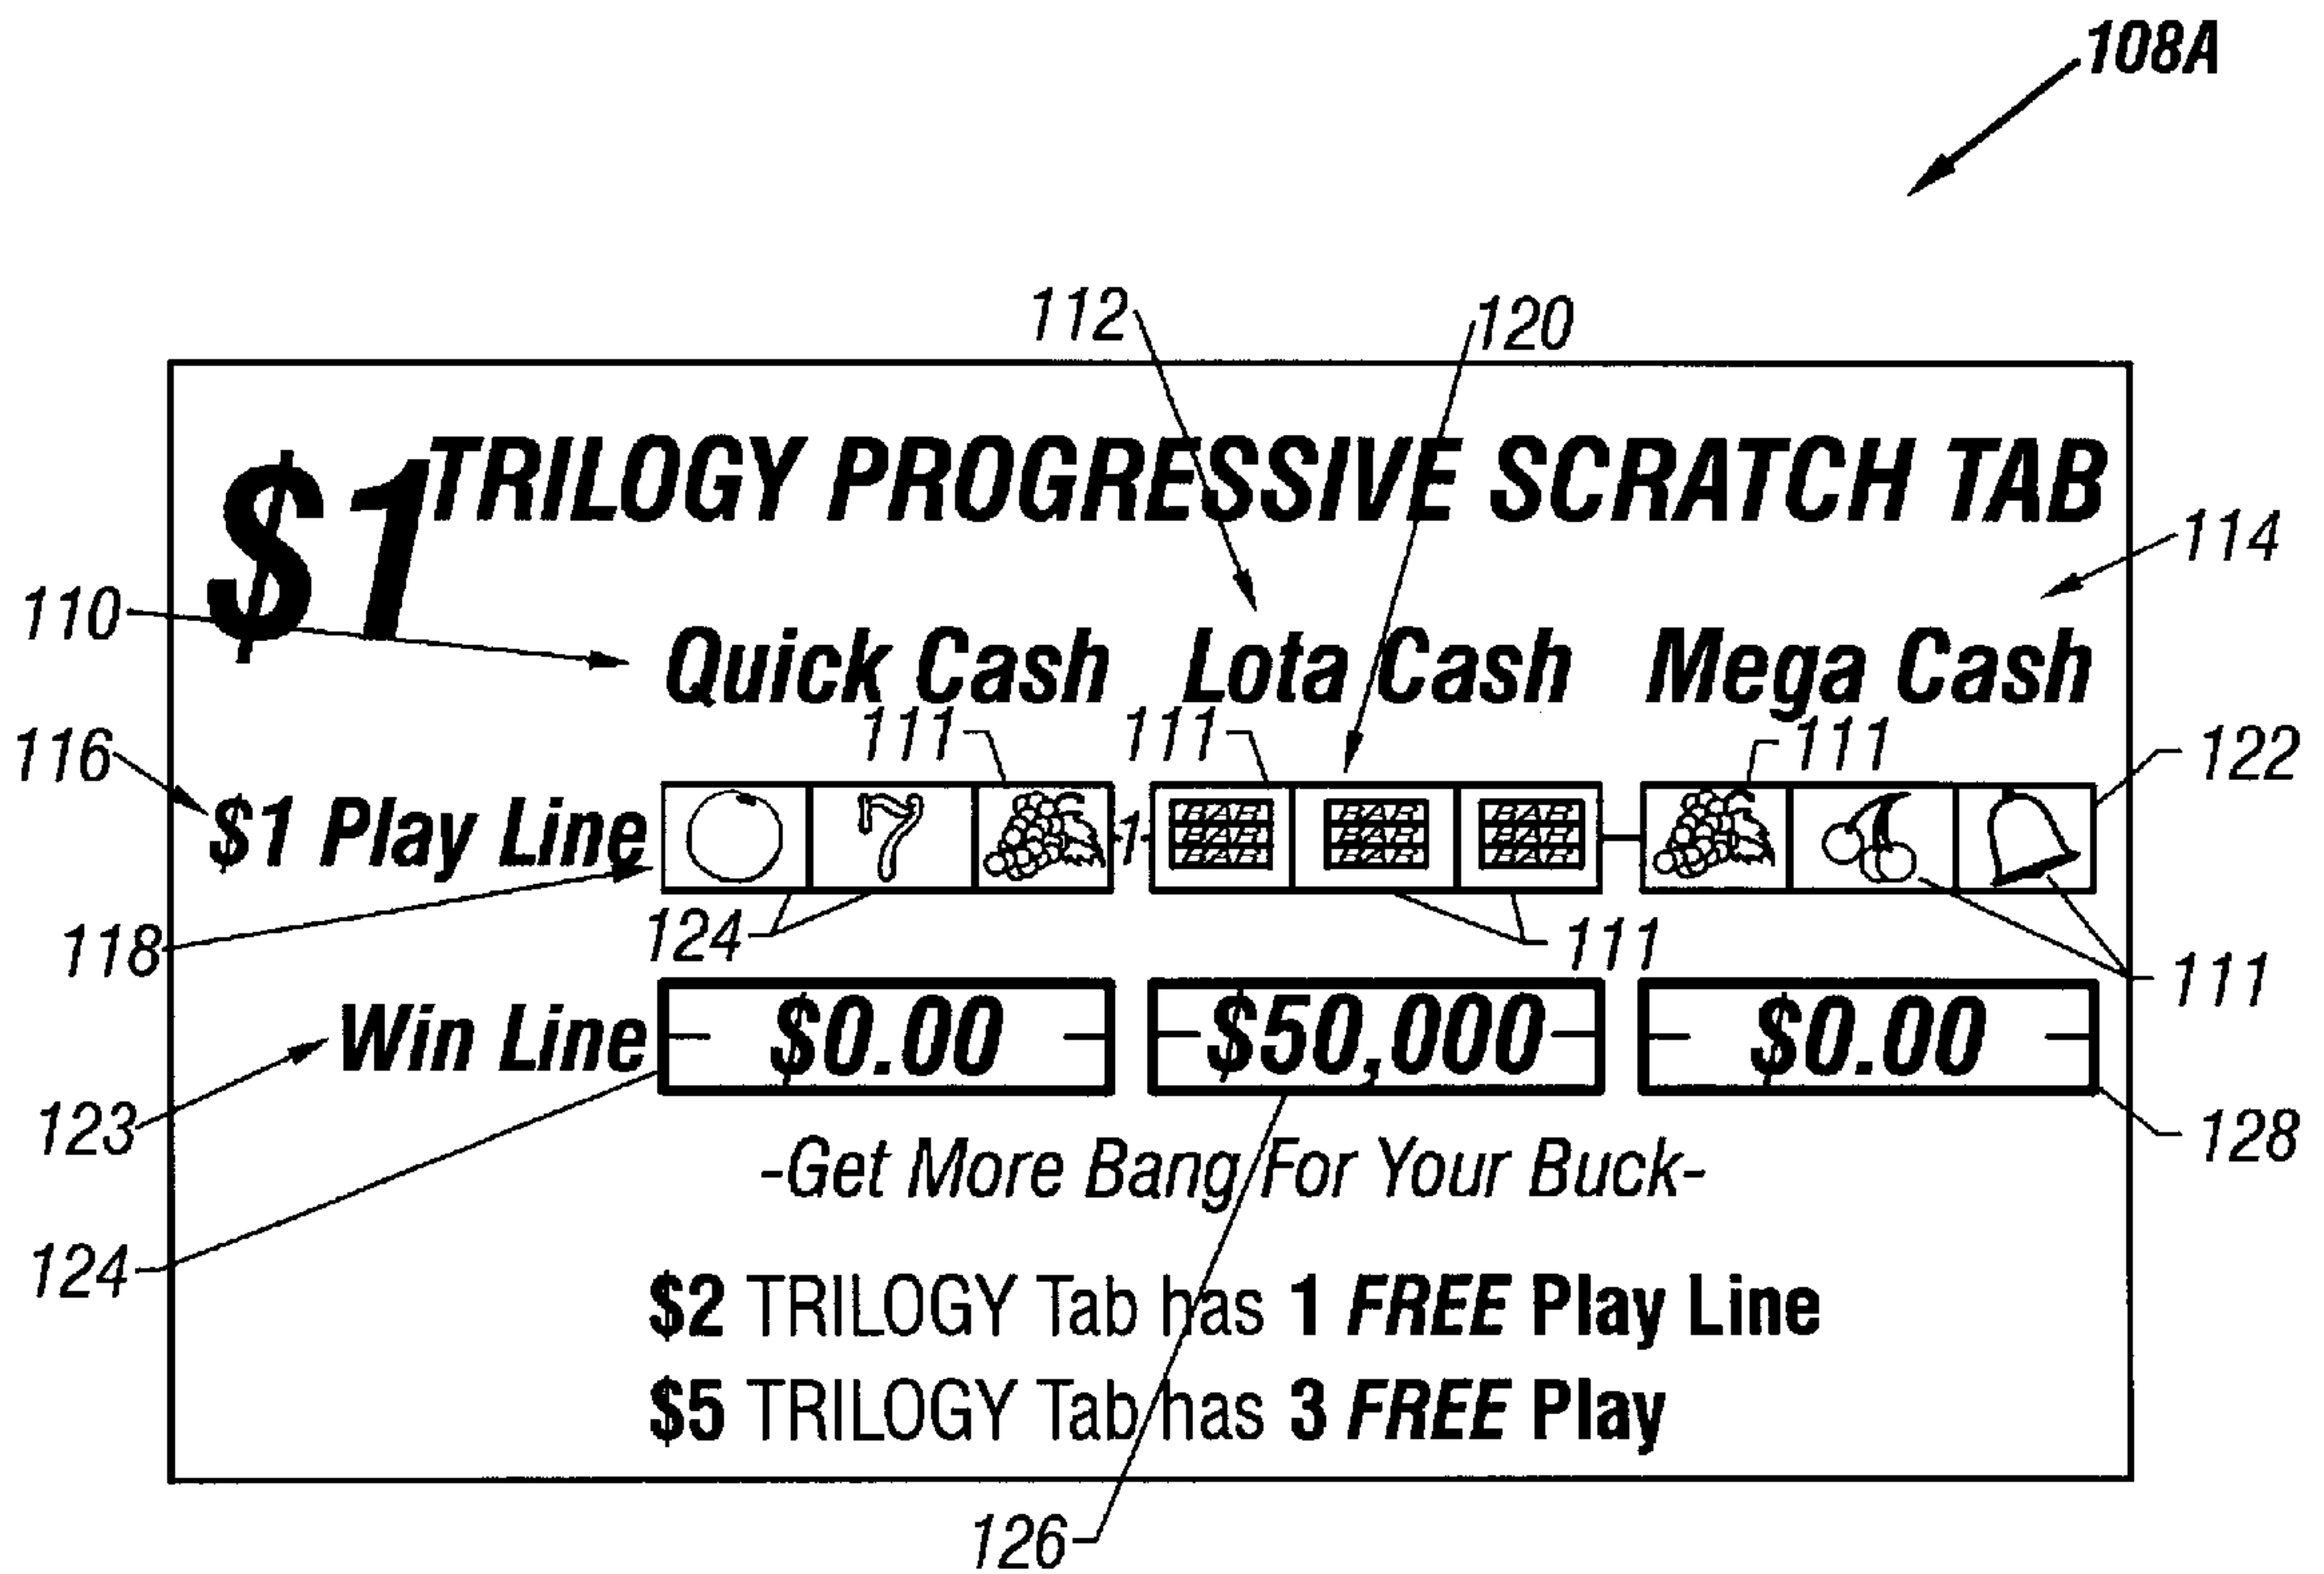 108A
112 120
$1 TRILOGY PROGRESSIVE SCRATCH TAB
114
110
Quick Cash Lota Cash Mega Cash
111 111 111
116 122
$1 Play Line 1 BAR BAR BAR
BAR BAR BAR
BAR BAR BAR
118 124 111 111
Win Line $0.00 $50,000 $0.00
123 128
-Get More Bang For Your Buck-
124
$2 TRILOGY Tab has 1 FREE Play Line
$5 TRILOGY Tab has 3 FREE Play
126